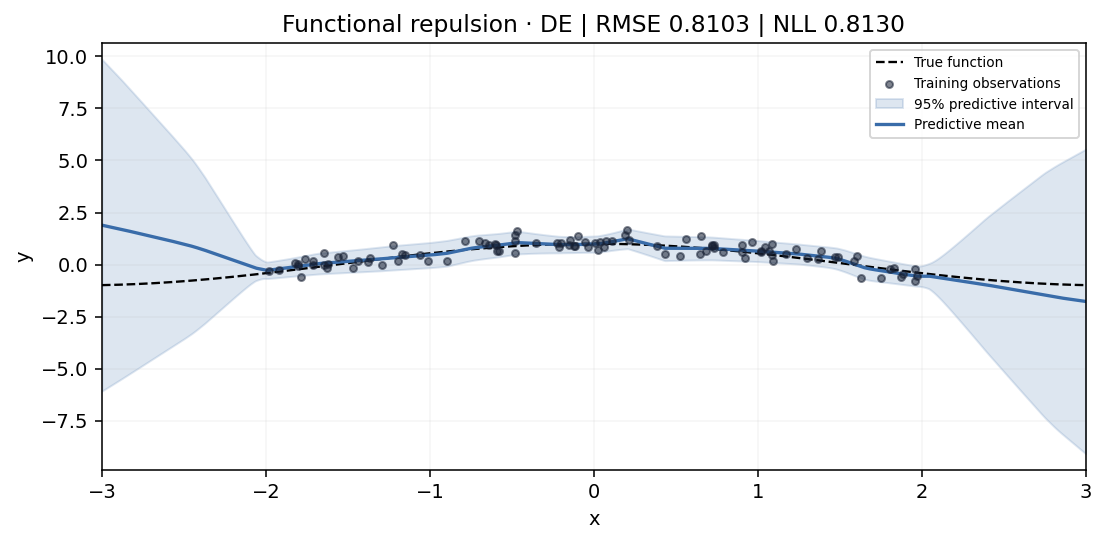 Functional repulsion · DE | RMSE 0.8103 | NLL 0.8130
True function
Training observations
95% predictive interval
Predictive mean
y
10.0
7.5
5.0
2.5
0.0
−2.5
−5.0
−7.5
−3
−2
−1
0
1
2
3
x